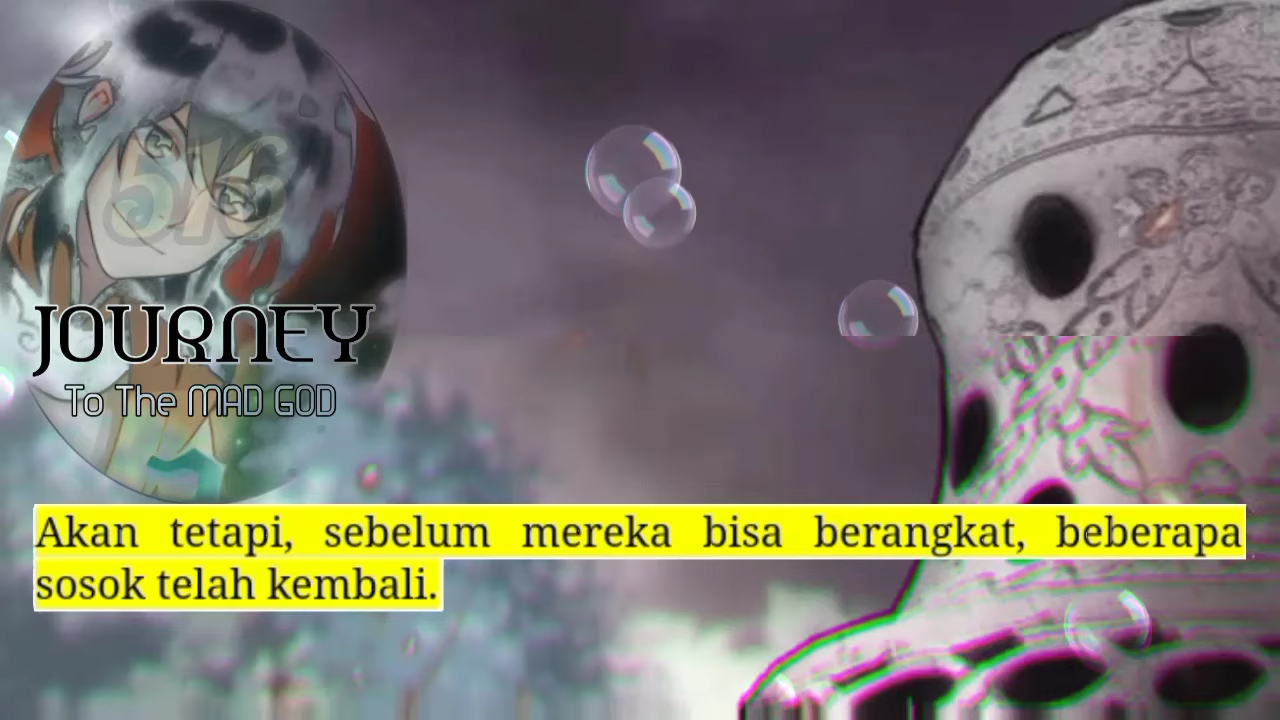 JOURNEY
To The MAD GOD
Akan tetapi, sebelum mereka bisa berangkat, beberapa
sosok telah kembali.